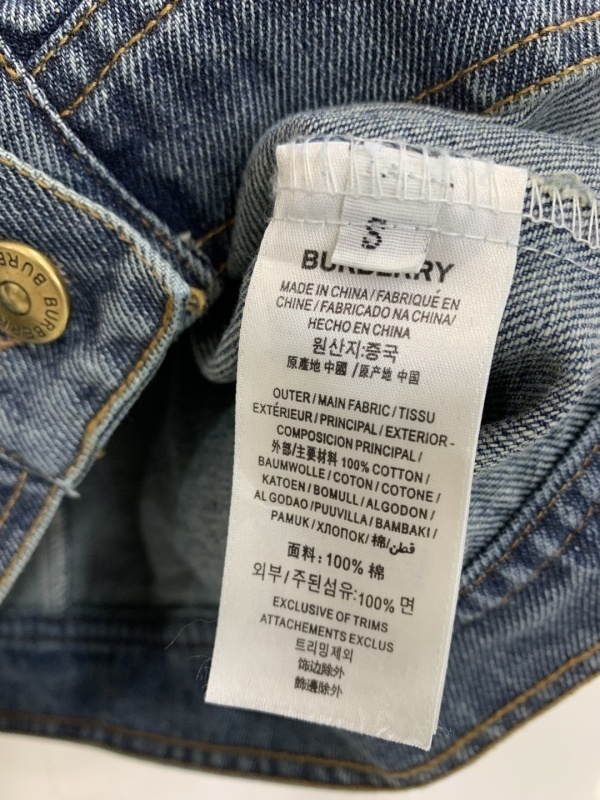 S
BURBERRY
MADE IN CHINA / FABRIQUÉ EN
CHINE / FABRICADO NA CHINA/
HECHO EN CHINA
원산지:중국
原產地 中國 /原产地 中国
OUTER / MAIN FABRIC / TISSU
EXTÉRIEUR / PRINCIPAL / EXTERIOR -
COMPOSICION PRINCIPAL /
外部/主要材料 100% COTTON /
BAUMWOLLE / COTON / COTONE /
KATOEN / BOMULL / ALGODON /
ALGODAO / PUUVILLA / BAMBAKI /
PAMUK / ХЛОПОК/ 棉/قطن
面料: 100% 棉
외부/주된섬유:100% 면
EXCLUSIVE OF TRIMS
ATTACHEMENTS EXCLUS
트리밍제외
饰边除外
飾邊除外
BURBERRY